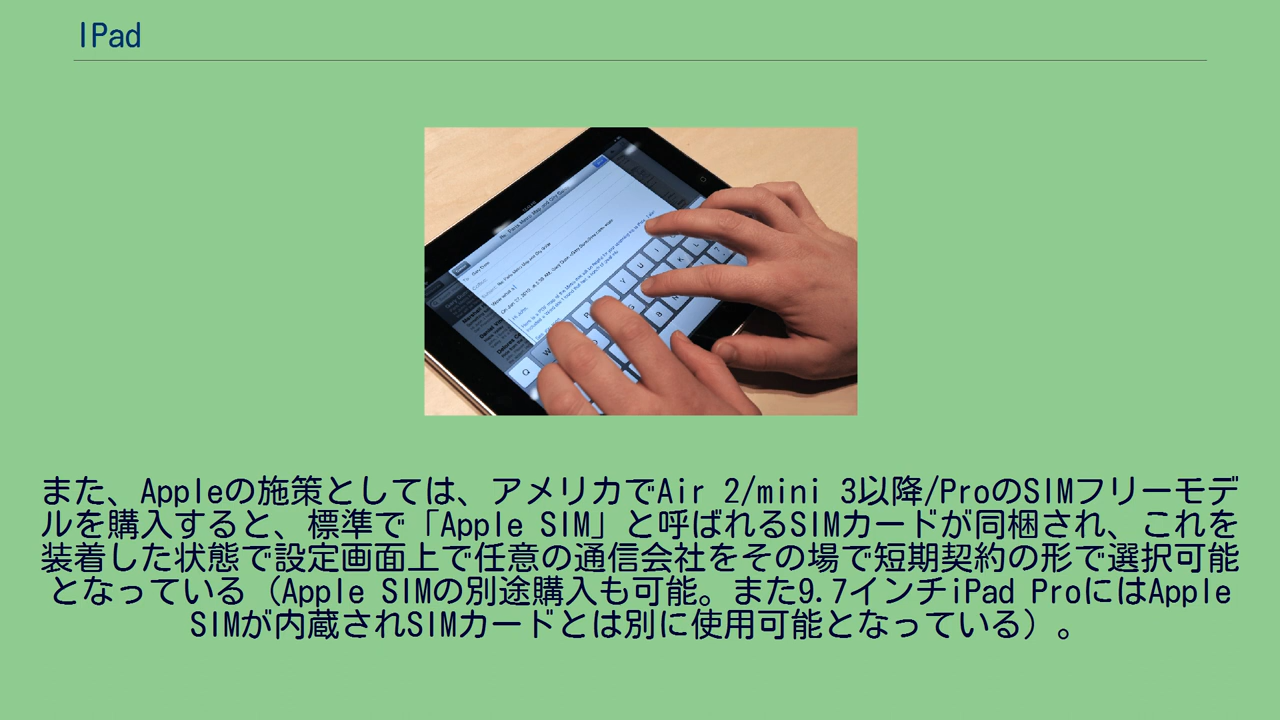 IPad
また、Appleの施策としては、アメリカでAir 2/mini 3以降/ProのSIMフリーモデ
ルを購入すると、標準で「Apple SIM」と呼ばれるSIMカードが同梱され、これを
装着した状態で設定画面上で任意の通信会社をその場で短期契約の形で選択可能
となっている（Apple SIMの別途購入も可能。また9.7インチiPad ProにはApple
SIMが内蔵されSIMカードとは別に使用可能となっている）。